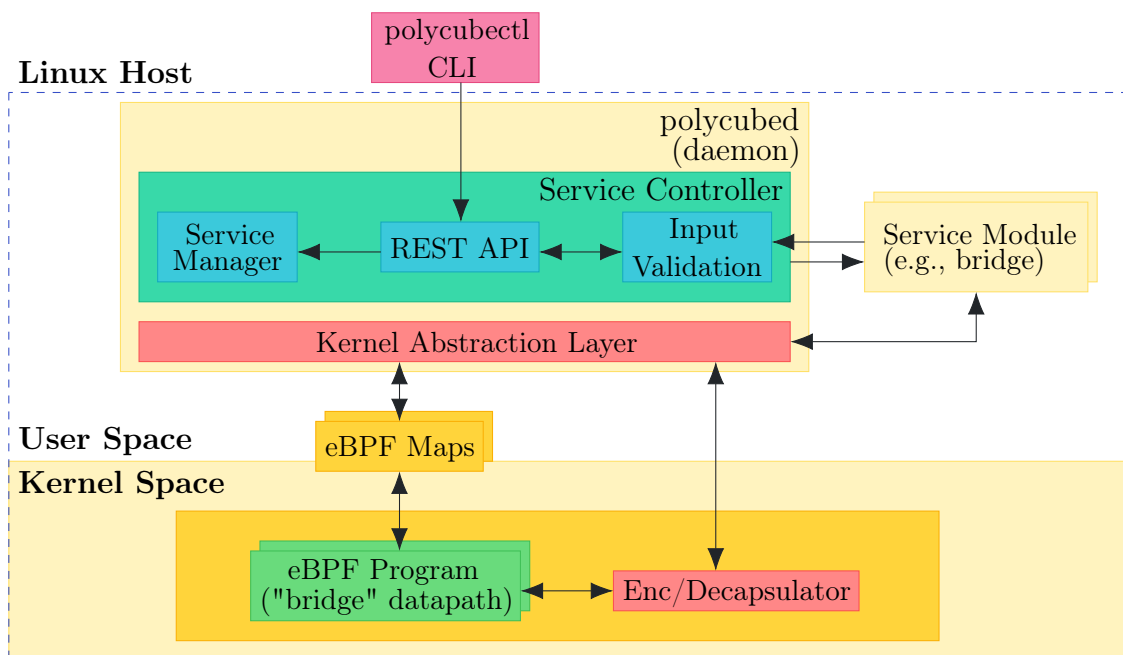 polycubectl
CLI
Linux Host
polycubed
(daemon)
Service Controller
Service
Manager
REST API
Input
Validation
Service Module
(e.g., bridge)
Kernel Abstraction Layer
User Space
eBPF Maps
Kernel Space
eBPF Program
("bridge" datapath)
Enc/Decapsulator